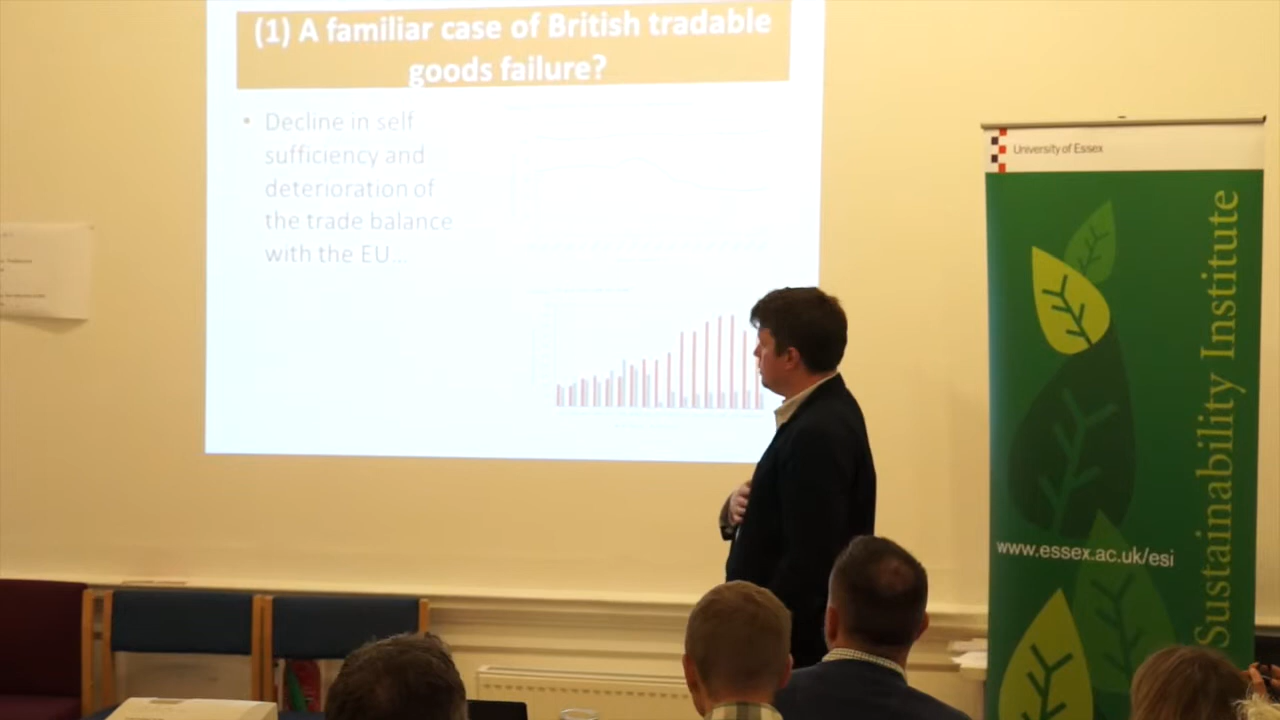 (1) A familiar case of British tradable
goods failure?
• Decline in self
sufficiency and
deterioration of
the trade balance
with the EU...
University of Essex
Sustainability Institute
www.essex.ac.uk/esi